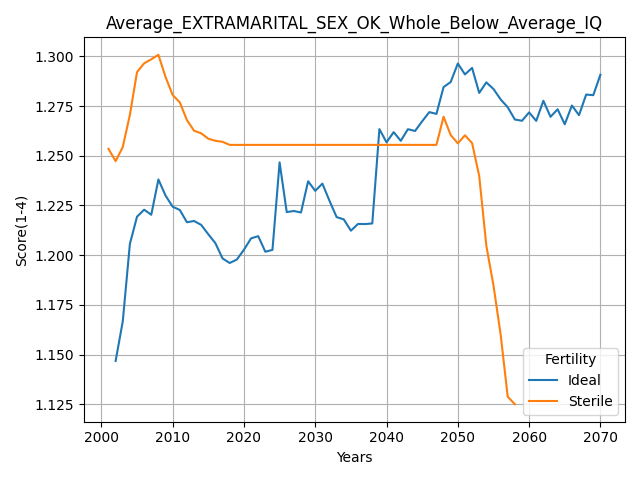 Average_EXTRAMARITAL_SEX_OK_Whole_Below_Average_IQ
Score(1-4)
1.300
1.275
1.250
1.225
1.200
1.175
1.150
1.125
Fertility
Ideal
Sterile
2000 2010 2020 2030 2040 2050 2060 2070
Years